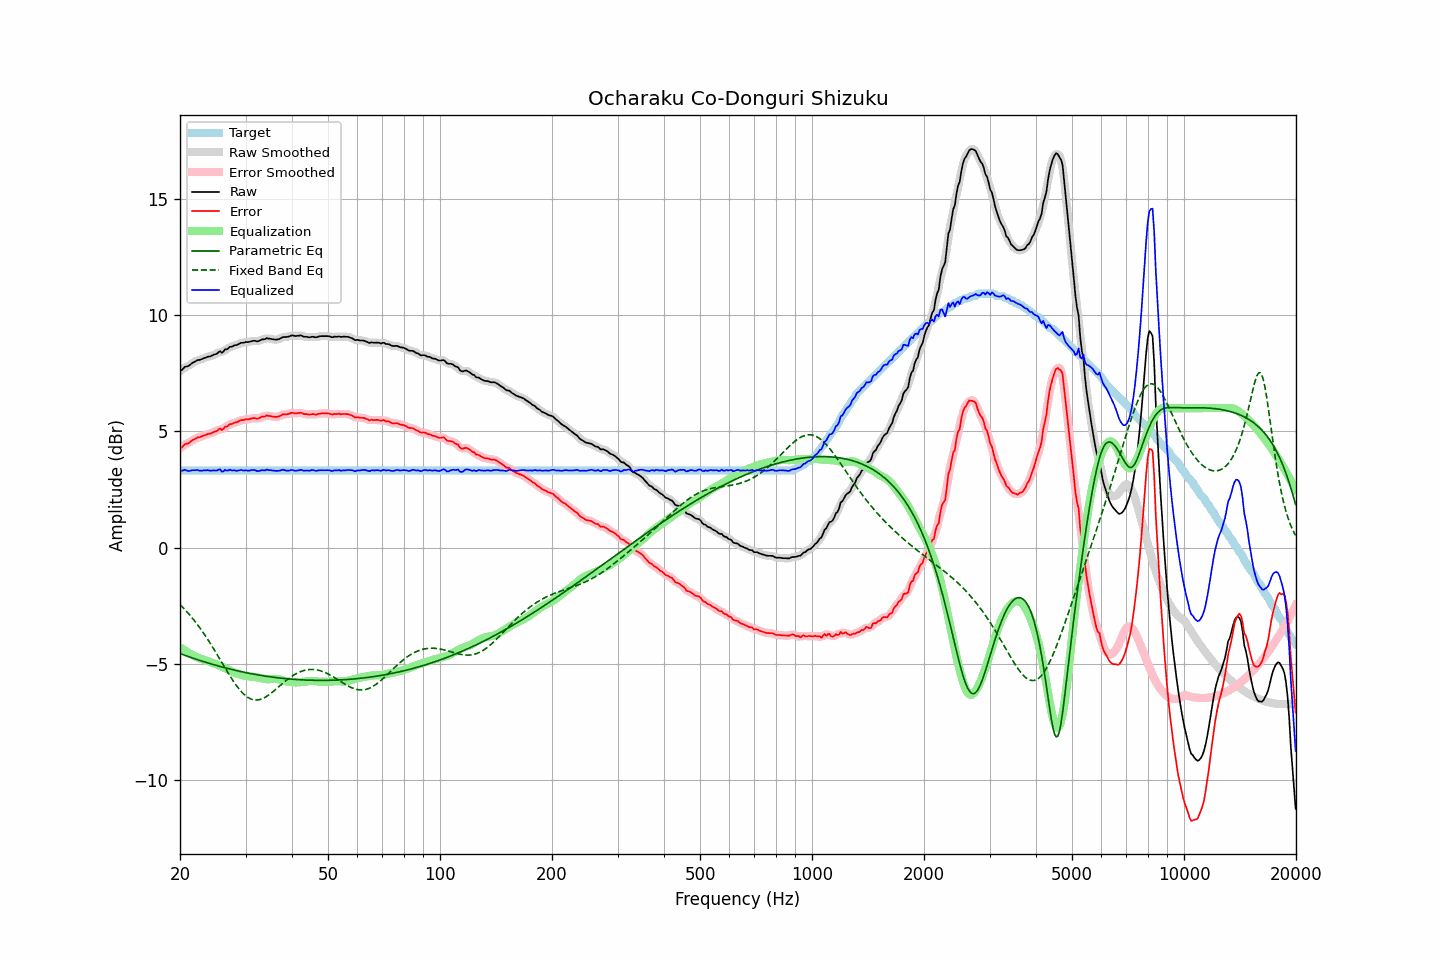 Ocharaku Co-Donguri Shizuku
Target
Raw Smoothed
Error Smoothed
Raw
Error
Equalization
Parametric Eq
Fixed Band Eq
Equalized
Amplitude (dBr)
15
10
5
0
−5
−10
20
50
100
200
500
1000
2000
5000
10000
20000
Frequency (Hz)